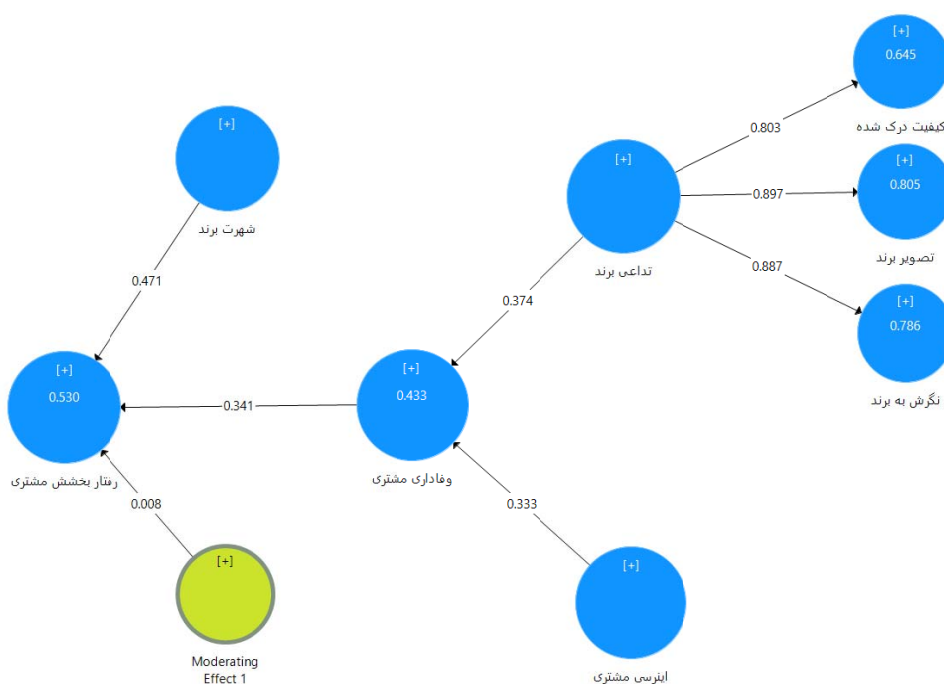 [+]
0.645
کیفیت درک شده
0.803
[+]
شهرت برند
[+]
تداعی برند
0.897
[+]
0.805
تصویر برند
0.887
[+]
0.786
نگرش به برند
0.471
0.374
[+]
0.530
رفتار بخشش مشتری
0.341
[+]
0.433
وفاداری مشتری
0.008
0.333
[+]
Moderating
Effect 1
[+]
اینرسی مشتری